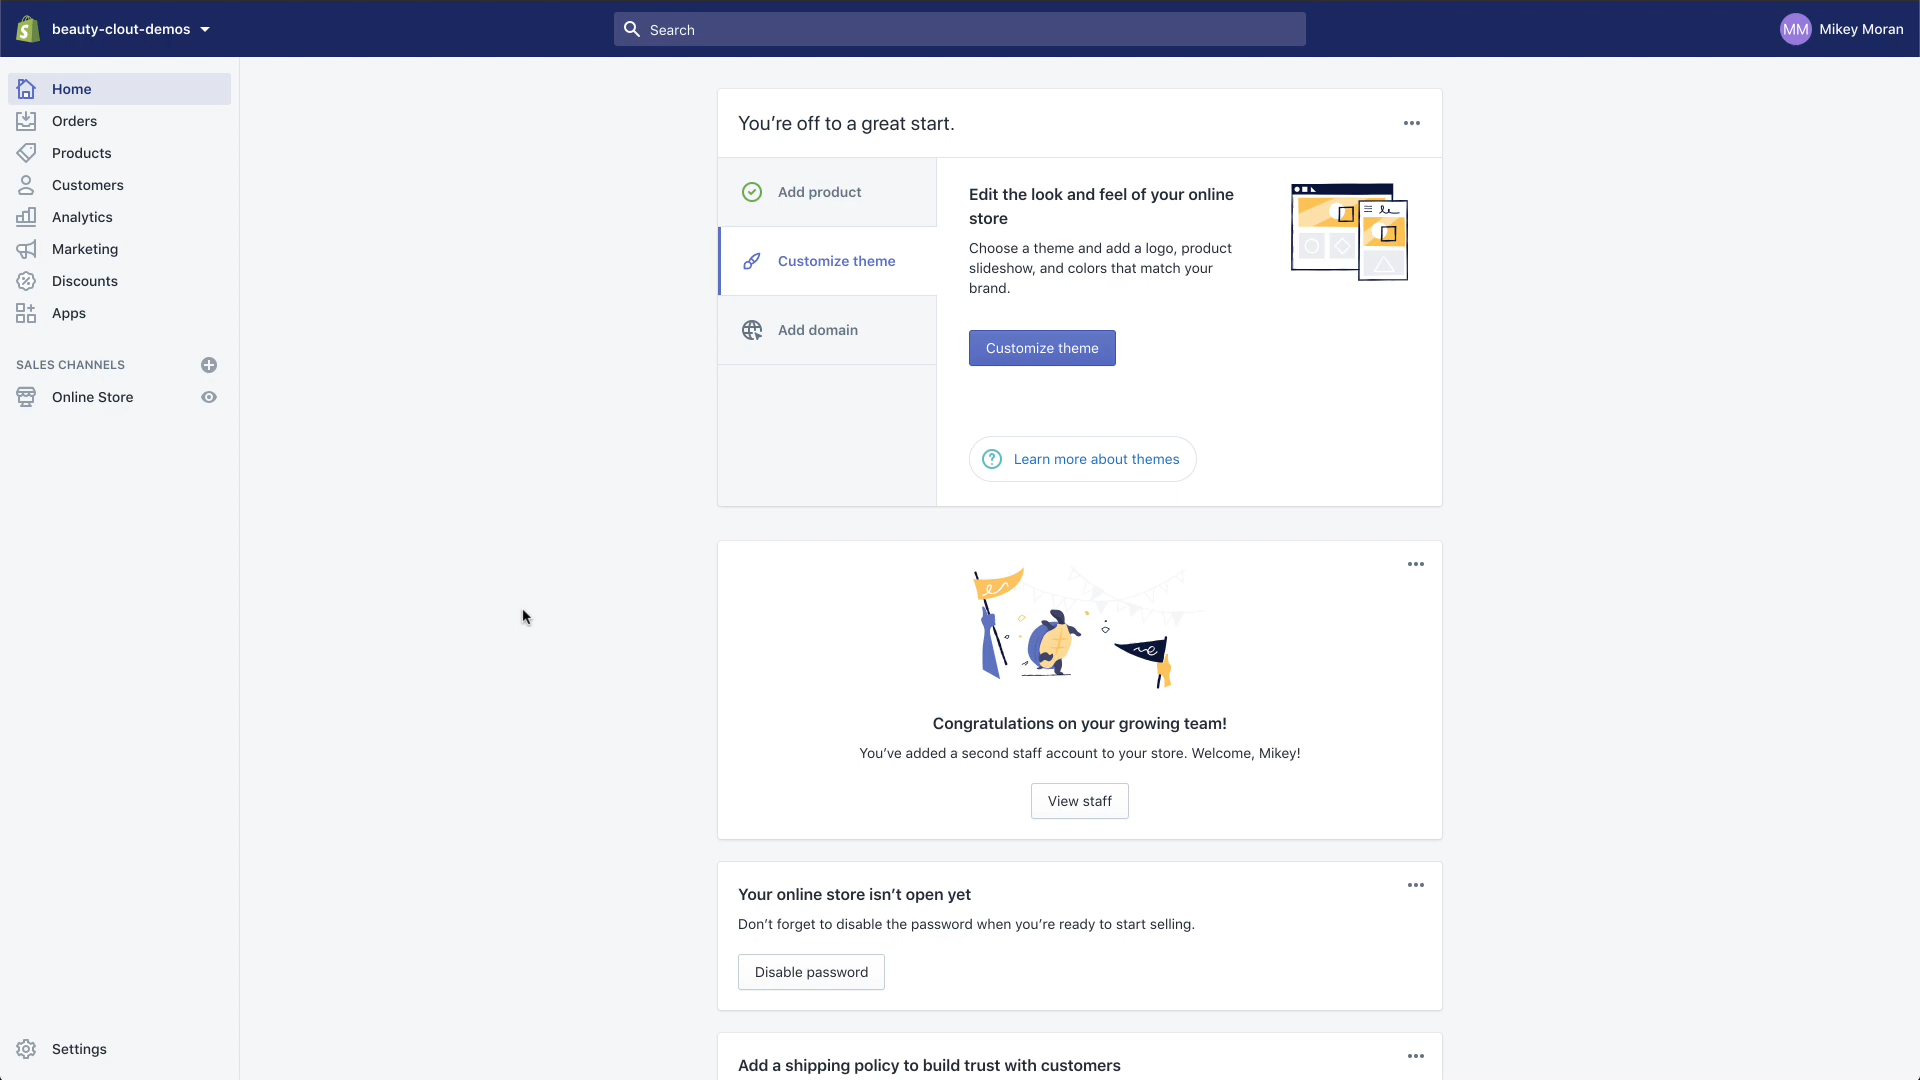 beauty-clout-demos
Search
MM Mikey Moran
Home
Orders
Products
Customers
Analytics
Marketing
Discounts
Apps
SALES CHANNELS
Online Store
Settings
You’re off to a great start.
Add product
Customize theme
Add domain
Edit the look and feel of your online
store
Choose a theme and add a logo, product
slideshow, and colors that match your
brand.
Customize theme
Learn more about themes
Congratulations on your growing team!
You’ve added a second staff account to your store. Welcome, Mikey!
View staff
Your online store isn’t open yet
Don’t forget to disable the password when you’re ready to start selling.
Disable password
Add a shipping policy to build trust with customers